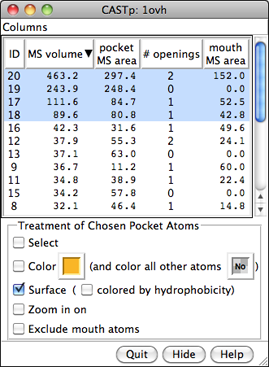 CASTp: 1ovh
Columns
ID MS volume▼ pocket MS area # openings mouth MS area
20 463.2 297.4 2 152.0
19 243.9 248.4 0 0.0
17 111.6 84.7 1 52.5
18 89.6 80.8 1 42.8
16 42.3 31.6 1 49.6
12 37.9 55.3 2 24.1
13 37.1 63.0 0 0.0
9 36.7 11.2 1 60.0
11 34.8 38.9 1 22.4
15 34.2 57.8 0 0.0
8 32.1 46.4 1 14.8
Treatment of Chosen Pocket Atoms
Select
Color (and color all other atoms No )
Surface ( colored by hydrophobicity)
Zoom in on
Exclude mouth atoms
Quit Hide Help